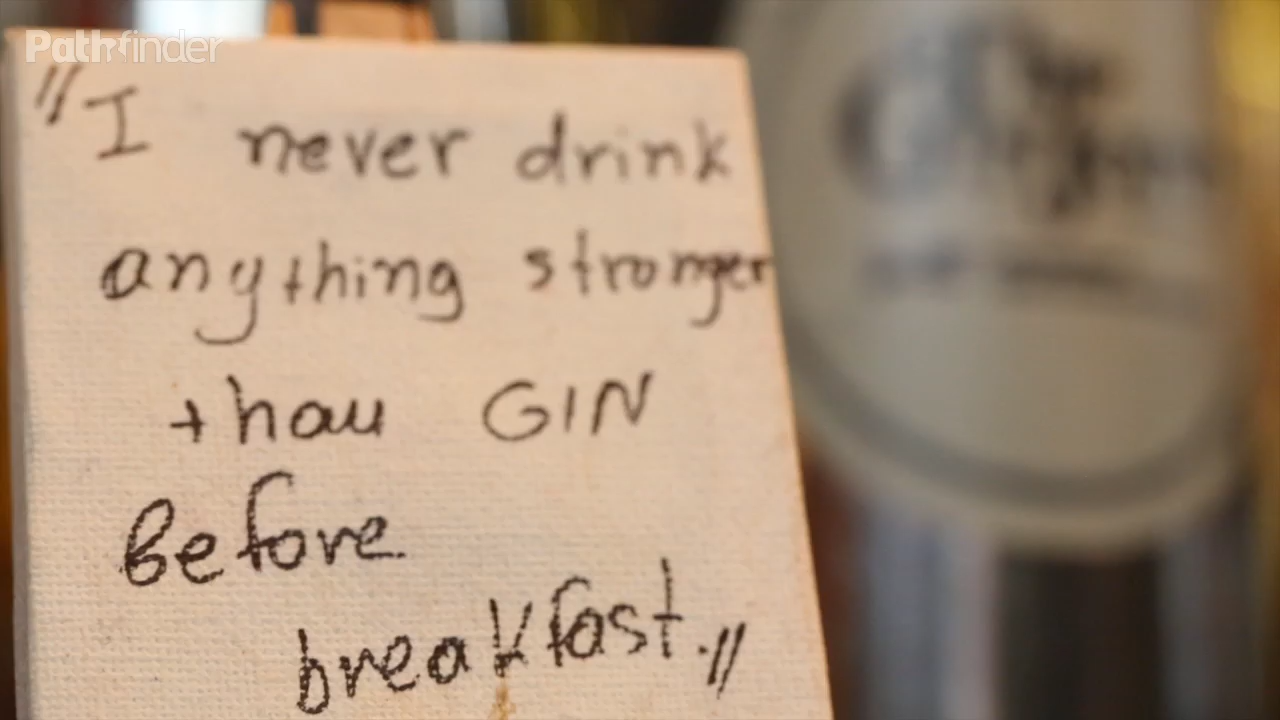 Pathfinder
"I never drink
anything stronger
than GIN
Before
breakfast."